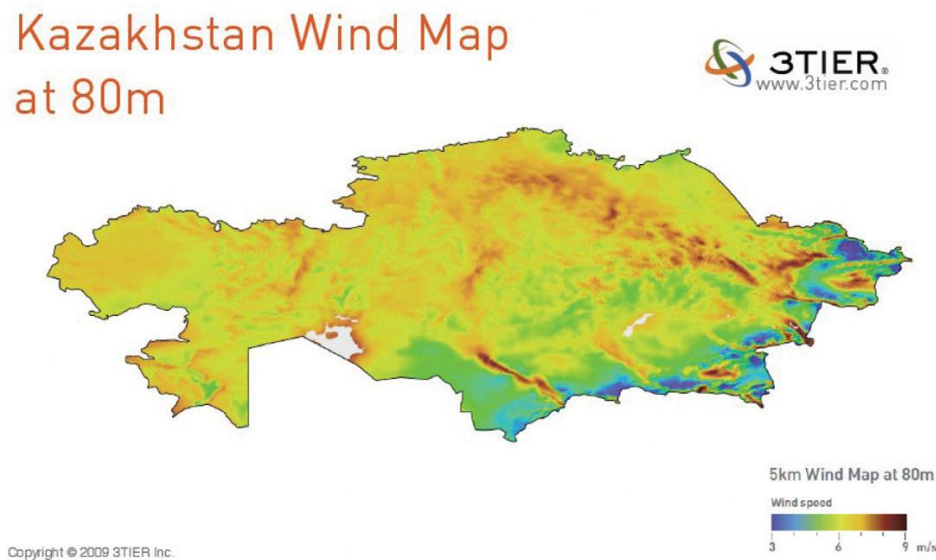 Kazakhstan Wind Map
at 80m
3TIER®
www.3tier.com
5km Wind Map at 80m
Wind speed
3 6 9 m/s
Copyright © 2009 3TIER Inc.